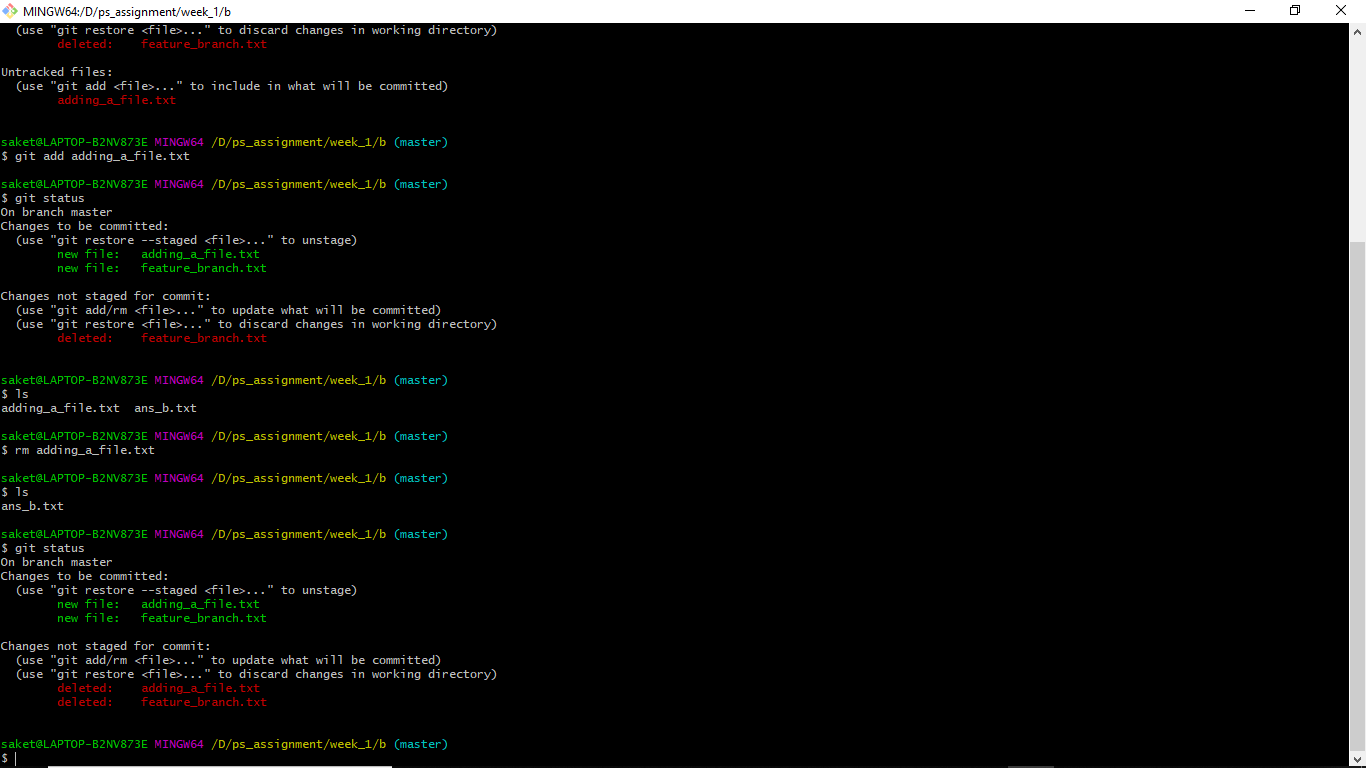 MINGW64:/D/ps_assignment/week_1/b
(use "git restore <file>..." to discard changes in working directory)
deleted:    feature_branch.txt
Untracked files:
(use "git add <file>..." to include in what will be committed)
adding_a_file.txt
saket@LAPTOP-B2NV873E MINGW64 /D/ps_assignment/week_1/b (master)
$ git add adding_a_file.txt
saket@LAPTOP-B2NV873E MINGW64 /D/ps_assignment/week_1/b (master)
$ git status
On branch master
Changes to be committed:
(use "git restore --staged <file>..." to unstage)
new file:   adding_a_file.txt
new file:   feature_branch.txt
Changes not staged for commit:
(use "git add/rm <file>..." to update what will be committed)
(use "git restore <file>..." to discard changes in working directory)
deleted:    feature_branch.txt
saket@LAPTOP-B2NV873E MINGW64 /D/ps_assignment/week_1/b (master)
$ ls
adding_a_file.txt  ans_b.txt
saket@LAPTOP-B2NV873E MINGW64 /D/ps_assignment/week_1/b (master)
$ rm adding_a_file.txt
saket@LAPTOP-B2NV873E MINGW64 /D/ps_assignment/week_1/b (master)
$ ls
ans_b.txt
saket@LAPTOP-B2NV873E MINGW64 /D/ps_assignment/week_1/b (master)
$ git status
On branch master
Changes to be committed:
(use "git restore --staged <file>..." to unstage)
new file:   adding_a_file.txt
new file:   feature_branch.txt
Changes not staged for commit:
(use "git add/rm <file>..." to update what will be committed)
(use "git restore <file>..." to discard changes in working directory)
deleted:    adding_a_file.txt
deleted:    feature_branch.txt
saket@LAPTOP-B2NV873E MINGW64 /D/ps_assignment/week_1/b (master)
$